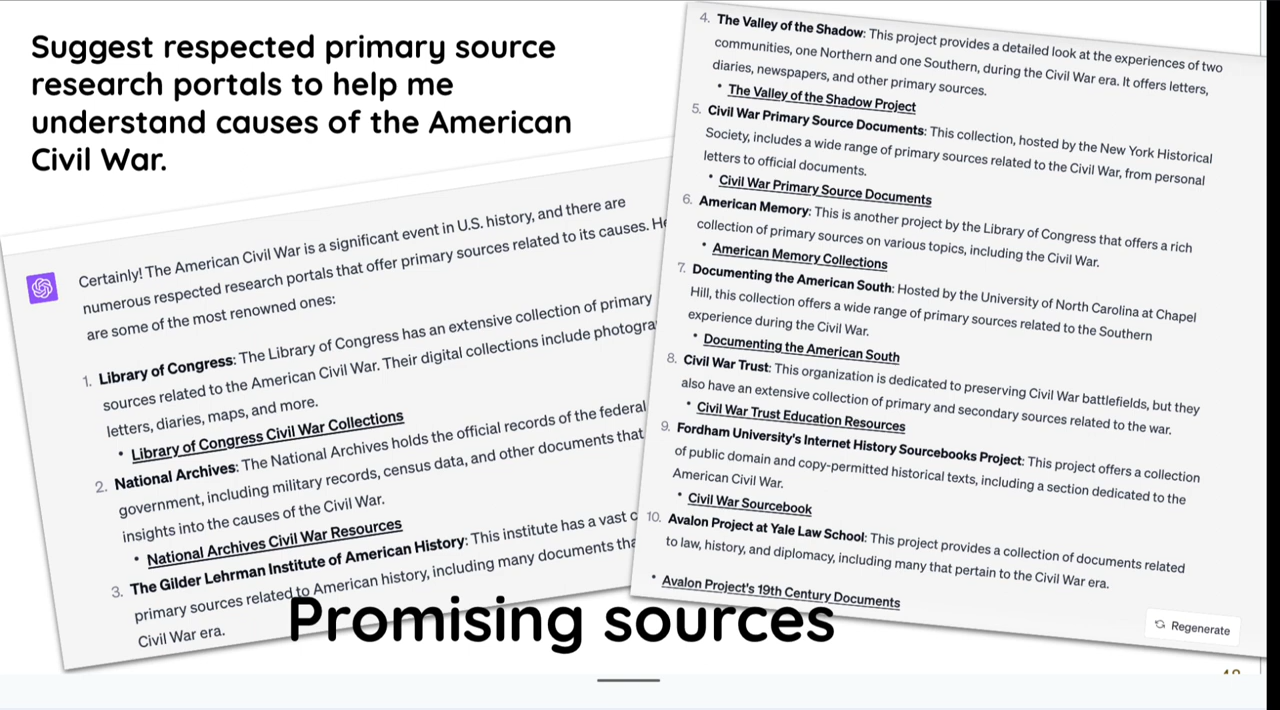 Suggest respected primary source
research portals to help me
understand causes of the American
Civil War.
Certainly! The American Civil War is a significant event in U.S. history, and there are
numerous respected research portals that offer primary sources related to its causes. He
are some of the most renowned ones:
1. Library of Congress: The Library of Congress has an extensive collection of primary
sources related to the American Civil War. Their digital collections include photogra
letters, diaries, maps, and more.
• Library of Congress Civil War Collections
2. National Archives: The National Archives holds the official records of the federal
government, including military records, census data, and other documents that
insights into the causes of the Civil War.
• National Archives Civil War Resources
3. The Gilder Lehrman Institute of American History: This institute has a vast c
primary sources related to American history, including many documents tha
Civil War era.
4. The Valley of the Shadow: This project provides a detailed look at the experiences of two
communities, one Northern and one Southern, during the Civil War era. It offers letters,
diaries, newspapers, and other primary sources.
• The Valley of the Shadow Project
5. Civil War Primary Source Documents: This collection, hosted by the New York Historical
Society, includes a wide range of primary sources related to the Civil War, from personal
letters to official documents.
• Civil War Primary Source Documents
6. American Memory: This is another project by the Library of Congress that offers a rich
collection of primary sources on various topics, including the Civil War.
• American Memory Collections
7. Documenting the American South: Hosted by the University of North Carolina at Chapel
Hill, this collection offers a wide range of primary sources related to the Southern
experience during the Civil War.
• Documenting the American South
8. Civil War Trust: This organization is dedicated to preserving Civil War battlefields, but they
also have an extensive collection of primary and secondary sources related to the war.
• Civil War Trust Education Resources
9. Fordham University's Internet History Sourcebooks Project: This project offers a collection
of public domain and copy-permitted historical texts, including a section dedicated to the
American Civil War.
• Civil War Sourcebook
10. Avalon Project at Yale Law School: This project provides a collection of documents related
to law, history, and diplomacy, including many that pertain to the Civil War era.
• Avalon Project's 19th Century Documents
Regenerate
Promising sources